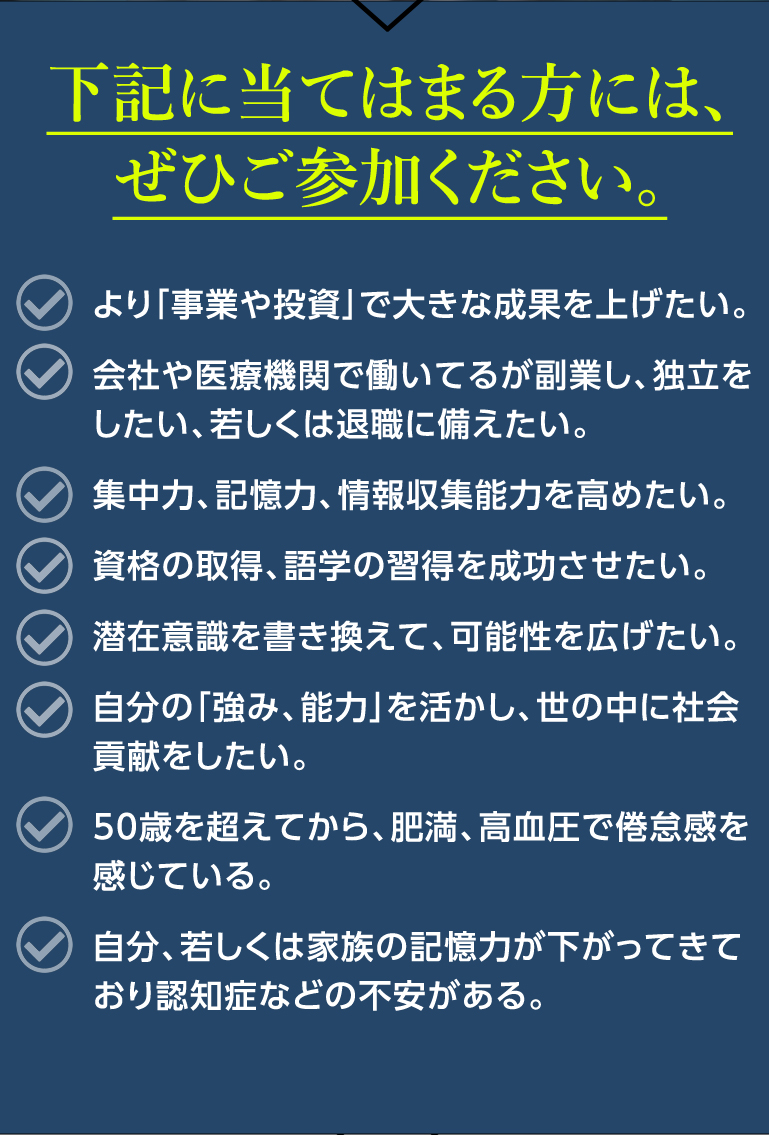 下記に当てはまる方には、
ぜひご参加ください。
より「事業や投資」で大きな成果を上げたい。
会社や医療機関で働いてるが副業し、独立を
したい、若しくは退職に備えたい。
集中力、記憶力、情報収集能力を高めたい。
資格の取得、語学の習得を成功させたい。
潜在意識を書き換えて、可能性を広げたい。
自分の「強み、能力」を活かし、世の中に社会
貢献をしたい。
50歳を超えてから、肥満、高血圧で倦怠感を
感じている。
自分、若しくは家族の記憶力が下がってきて
おり認知症などの不安がある。